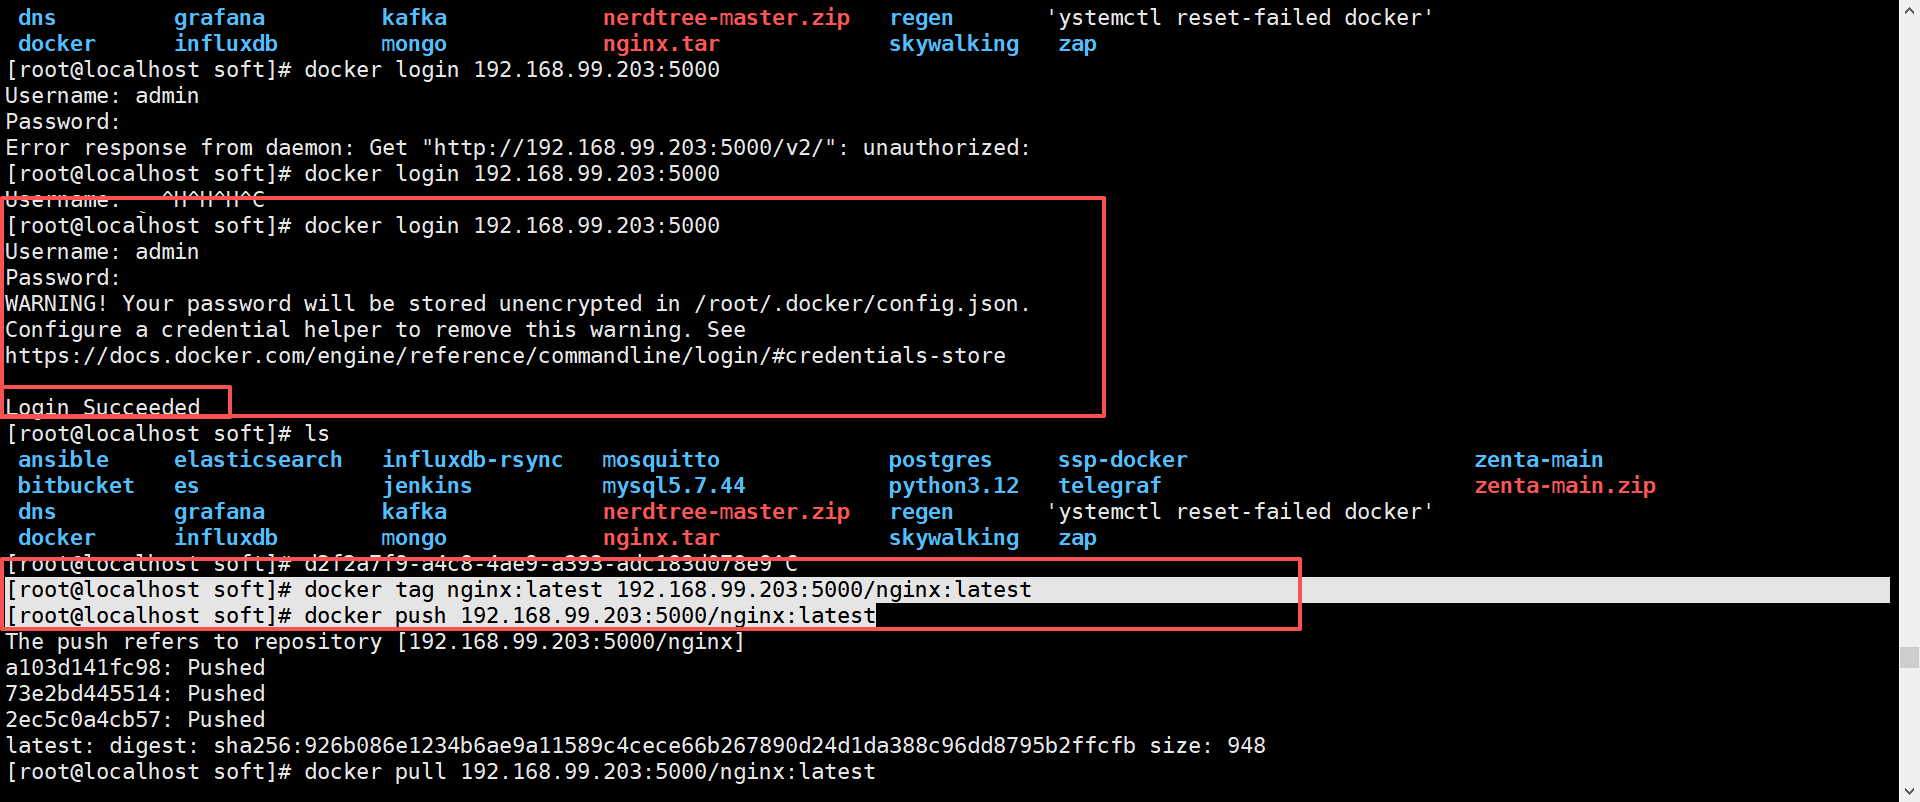 dns grafana kafka nerdtree-master.zip regen 'ystemctl reset-failed docker'
docker influxdb mongo nginx.tar skywalking zap
[root@localhost soft]# docker login 192.168.99.203:5000
Username: admin
Password:
Error response from daemon: Get "http://192.168.99.203:5000/v2/": unauthorized:
[root@localhost soft]# docker login 192.168.99.203:5000
Username: ^H^H^H^C
[root@localhost soft]# docker login 192.168.99.203:5000
Username: admin
Password:
WARNING! Your password will be stored unencrypted in /root/.docker/config.json.
Configure a credential helper to remove this warning. See
https://docs.docker.com/engine/reference/commandline/login/#credentials-store
Login Succeeded
[root@localhost soft]# ls
ansible elasticsearch influxdb-rsync mosquitto postgres ssp-docker zenta-main
bitbucket es jenkins mysql5.7.44 python3.12 telegraf zenta-main.zip
dns grafana kafka nerdtree-master.zip regen 'ystemctl reset-failed docker'
docker influxdb mongo nginx.tar skywalking zap
[root@localhost soft]# d2f2a7f9-a4c8-4ae9-a393-adc183d078e9^C
[root@localhost soft]# docker tag nginx:latest 192.168.99.203:5000/nginx:latest
[root@localhost soft]# docker push 192.168.99.203:5000/nginx:latest
The push refers to repository [192.168.99.203:5000/nginx]
a103d141fc98: Pushed
73e2bd445514: Pushed
2ec5c0a4cb57: Pushed
latest: digest: sha256:926b086e1234b6ae9a11589c4cece66b267890d24d1da388c96dd8795b2ffcfb size: 948
[root@localhost soft]# docker pull 192.168.99.203:5000/nginx:latest